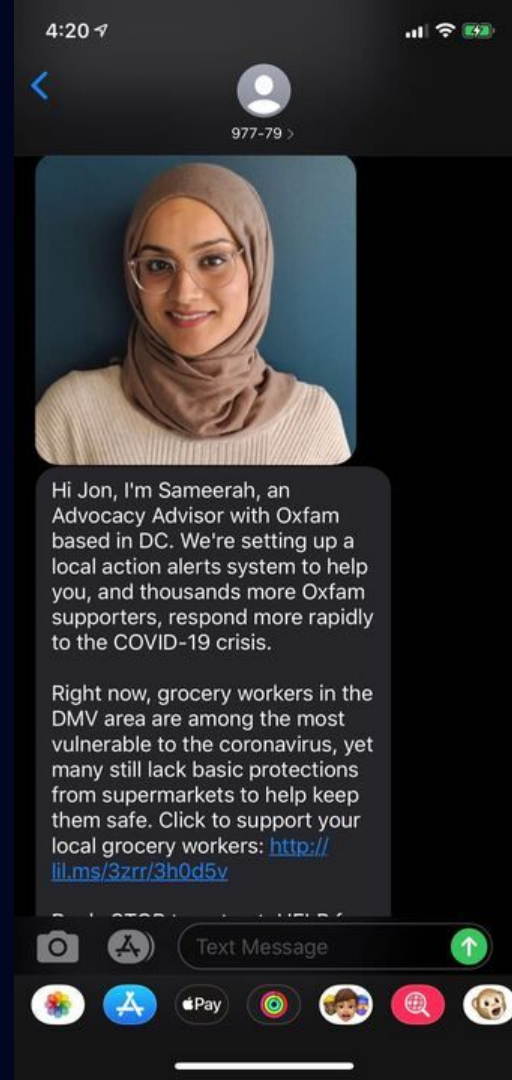 4:20
977-79 >
Hi Jon, I'm Sameerah, an
Advocacy Advisor with Oxfam
based in DC. We're setting up a
local action alerts system to help
you, and thousands more Oxfam
supporters, respond more rapidly
to the COVID-19 crisis.
Right now, grocery workers in the
DMV area are among the most
vulnerable to the coronavirus, yet
many still lack basic protections
from supermarkets to help keep
them safe. Click to support your
local grocery workers: http://
lil.ms/3zrr/3h0d5v
Text Message
Pay